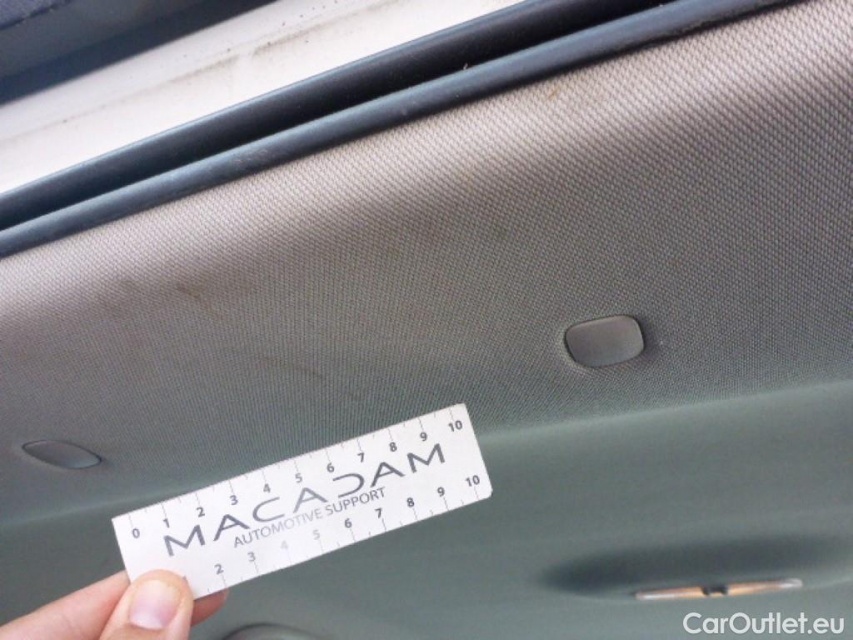 0 1 2 3 4 5 6 7 8 9 10
MACADAM
AUTOMOTIVE SUPPORT
2 3 4 5 6 7 8 9 10
CarOutlet.eu